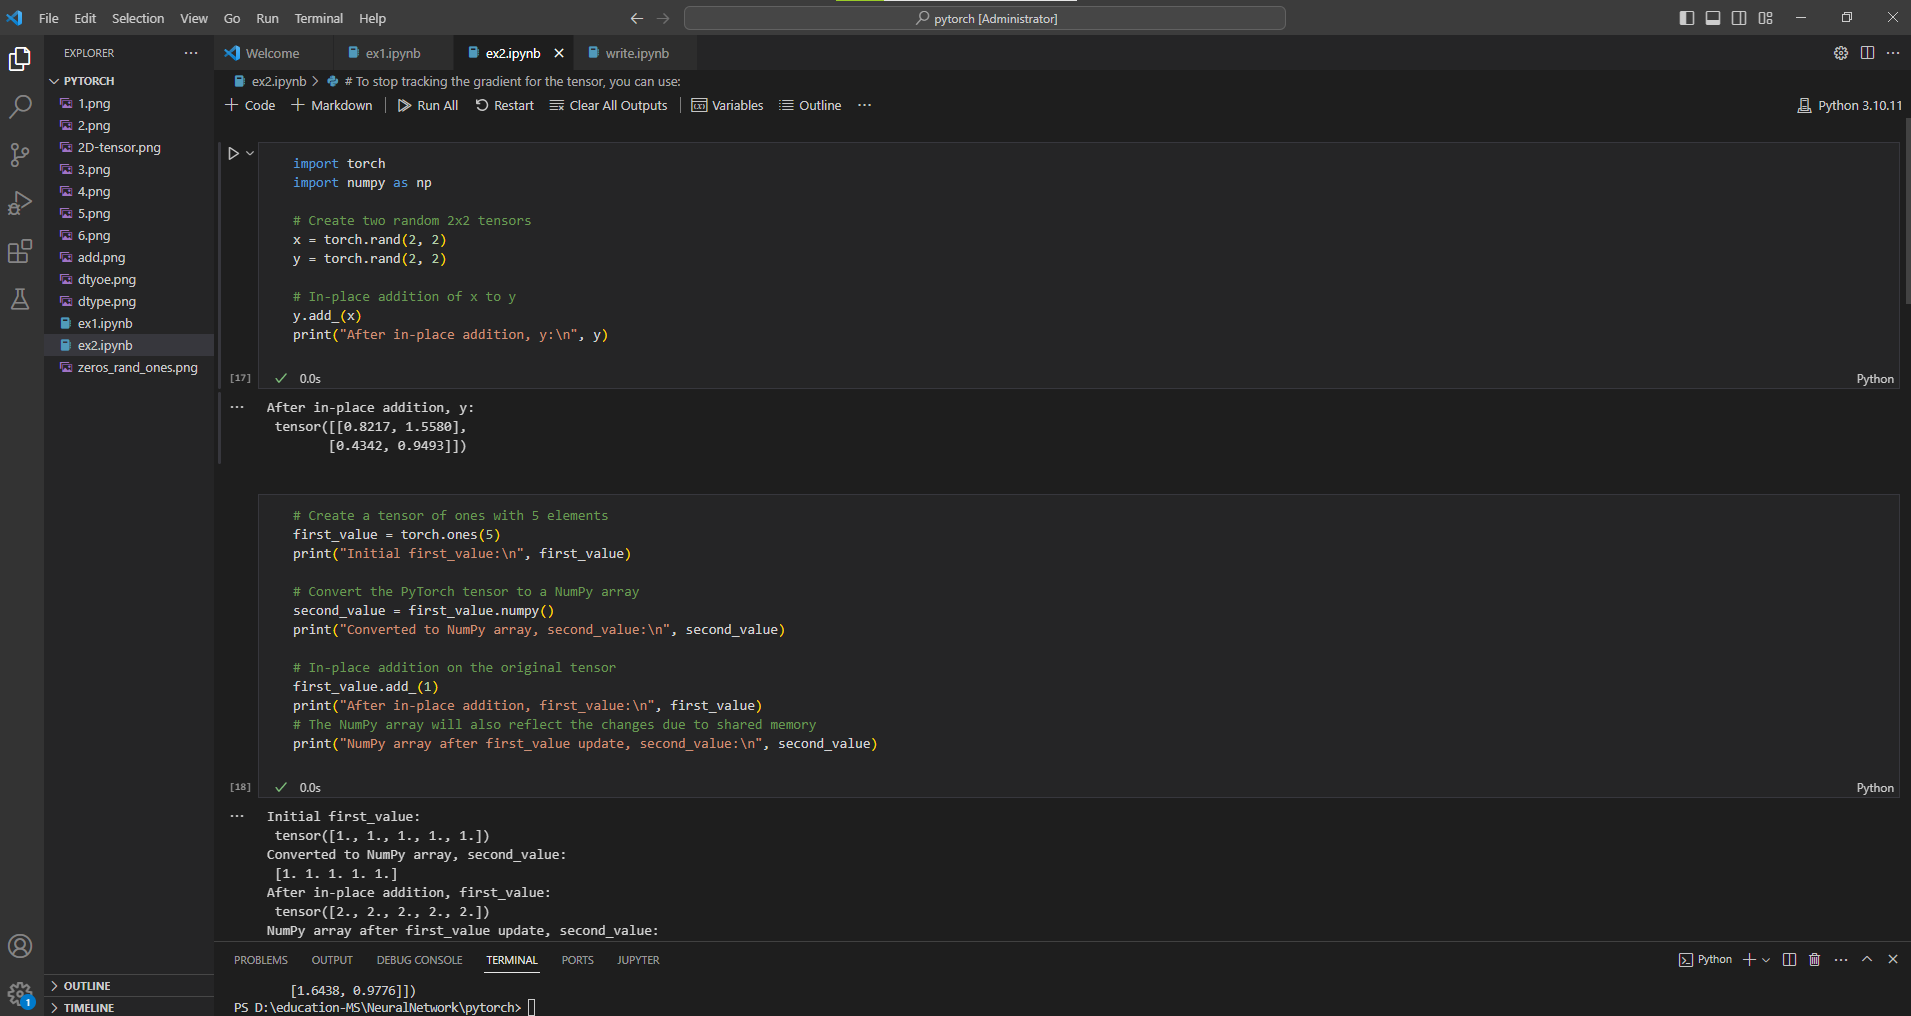 File Edit Selection View Go Run Terminal Help
pytorch [Administrator]
EXPLORER
PYTORCH
1.png
2.png
2D-tensor.png
3.png
4.png
5.png
6.png
add.png
dtyoe.png
dtype.png
ex1.ipynb
ex2.ipynb
zeros_rand_ones.png
OUTLINE
TIMELINE
1
Welcome ex1.ipynb ex2.ipynb write.ipynb
ex2.ipynb > # To stop tracking the gradient for the tensor, you can use:
+ Code + Markdown | Run All Restart Clear All Outputs | Variables Outline ...
Python 3.10.11
import torch
import numpy as np
# Create two random 2x2 tensors
x = torch.rand(2, 2)
y = torch.rand(2, 2)
# In-place addition of x to y
y.add_(x)
print("After in-place addition, y:\n", y)
[17] ✓ 0.0s Python
After in-place addition, y:
tensor([[0.8217, 1.5580],
[0.4342, 0.9493]])
# Create a tensor of ones with 5 elements
first_value = torch.ones(5)
print("Initial first_value:\n", first_value)
# Convert the PyTorch tensor to a NumPy array
second_value = first_value.numpy()
print("Converted to NumPy array, second_value:\n", second_value)
# In-place addition on the original tensor
first_value.add_(1)
print("After in-place addition, first_value:\n", first_value)
# The NumPy array will also reflect the changes due to shared memory
print("NumPy array after first_value update, second_value:\n", second_value)
[18] ✓ 0.0s Python
Initial first_value:
tensor([1., 1., 1., 1., 1.])
Converted to NumPy array, second_value:
[1. 1. 1. 1. 1.]
After in-place addition, first_value:
tensor([2., 2., 2., 2., 2.])
NumPy array after first_value update, second_value:
PROBLEMS OUTPUT DEBUG CONSOLE TERMINAL PORTS JUPYTER
Python
[1.6438, 0.9776]])
PS D:\education-MS\NeuralNetwork\pytorch>